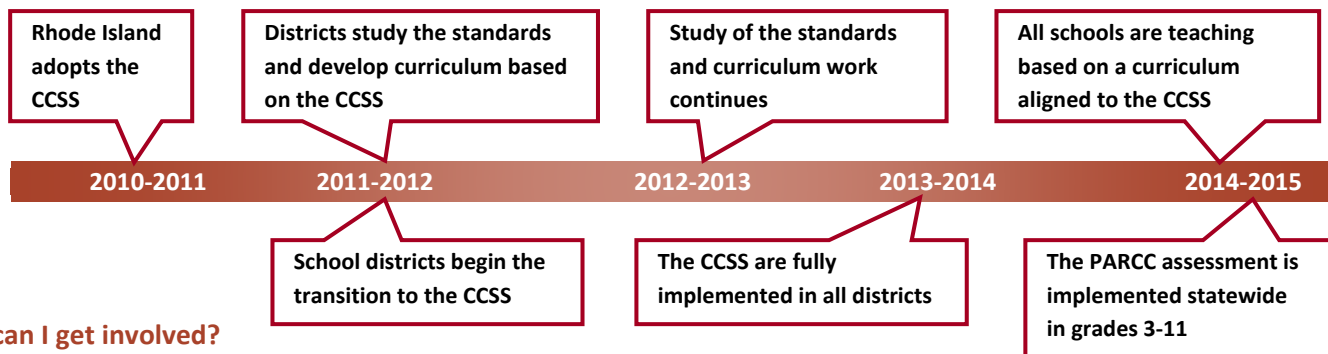 Rhode Island
adopts the
CCSS
Districts study the standards
and develop curriculum based
on the CCSS
Study of the standards
and curriculum work
continues
All schools are teaching
based on a curriculum
aligned to the CCSS
2010-2011
2011-2012
2012-2013
2013-2014
2014-2015
School districts begin the
transition to the CCSS
The CCSS are fully
implemented in all districts
The PARCC assessment is
implemented statewide
in grades 3-11
can I get involved?